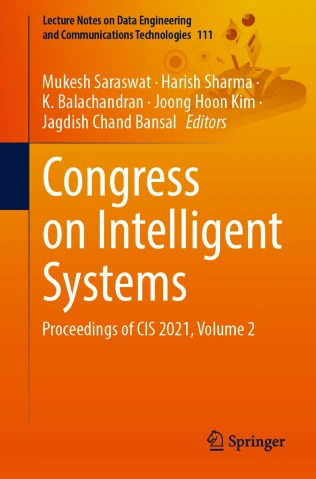 Lecture Notes on Data Engineering
and Communications Technologies 111
Mukesh Saraswat · Harish Sharma ·
K. Balachandran · Joong Hoon Kim ·
Jagdish Chand Bansal Editors
Congress
on Intelligent
Systems
Proceedings of CIS 2021, Volume 2
Springer